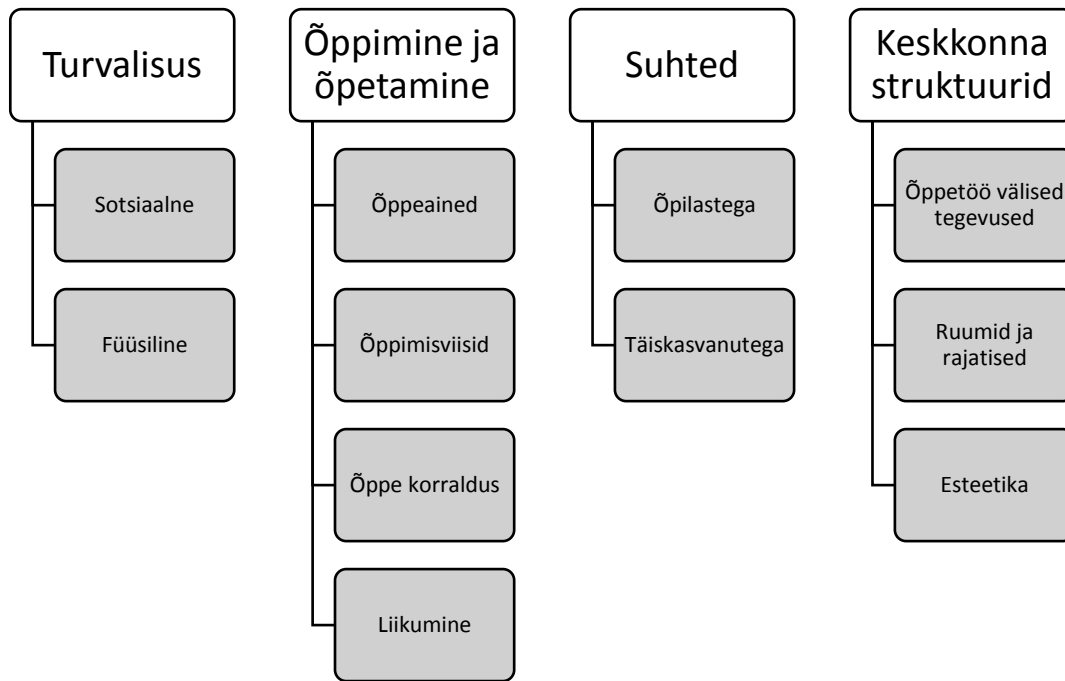 Turvalisus
Sotsiaalne
Füüsiline
Õppimine ja
õpetamine
Õppeained
Õppimisviisid
Õppe korraldus
Liikumine
Suhted
Õpilastega
Täiskasvanutega
Keskkonna
struktuurid
Õppetöö välised
tegevused
Ruumid ja
rajatised
Esteetika